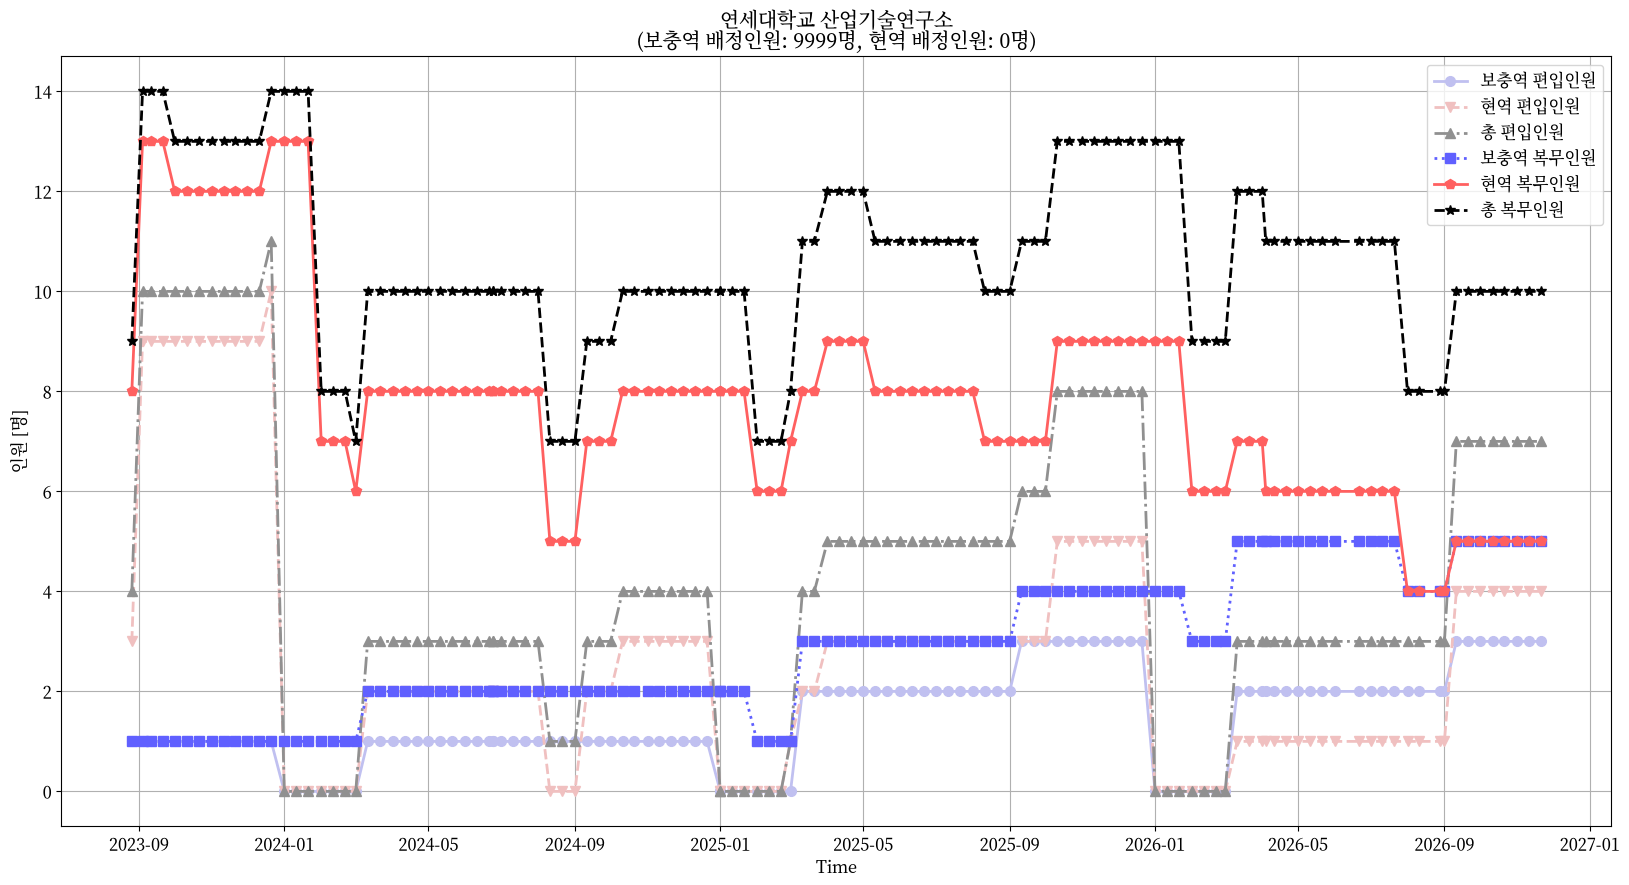 연세대학교 산업기술연구소
(보충역 배정인원: 9999명, 현역 배정인원: 0명)
보충역 편입인원
현역 편입인원
총 편입인원
보충역 복무인원
현역 복무인원
총 복무인원
인원 [명]
14
12
10
8
6
4
2
0
2023-09
2024-01
2024-05
2024-09
2025-01
2025-05
2025-09
2026-01
2026-05
2026-09
2027-01
Time